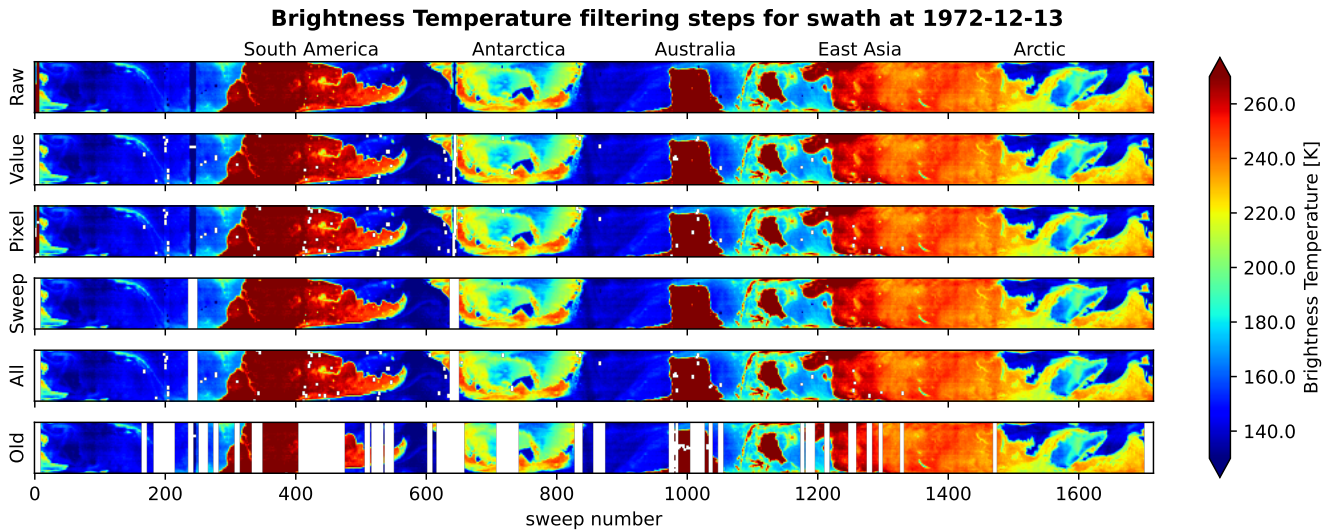 Brightness Temperature filtering steps for swath at 1972-12-13
South America Antarctica Australia East Asia Arctic
Raw
Value
Pixel
Sweep
All
Old
0 200 400 600 800 1000 1200 1400 1600
sweep number
260.0
240.0
220.0
200.0
180.0
160.0
140.0
Brightness Temperature [K]